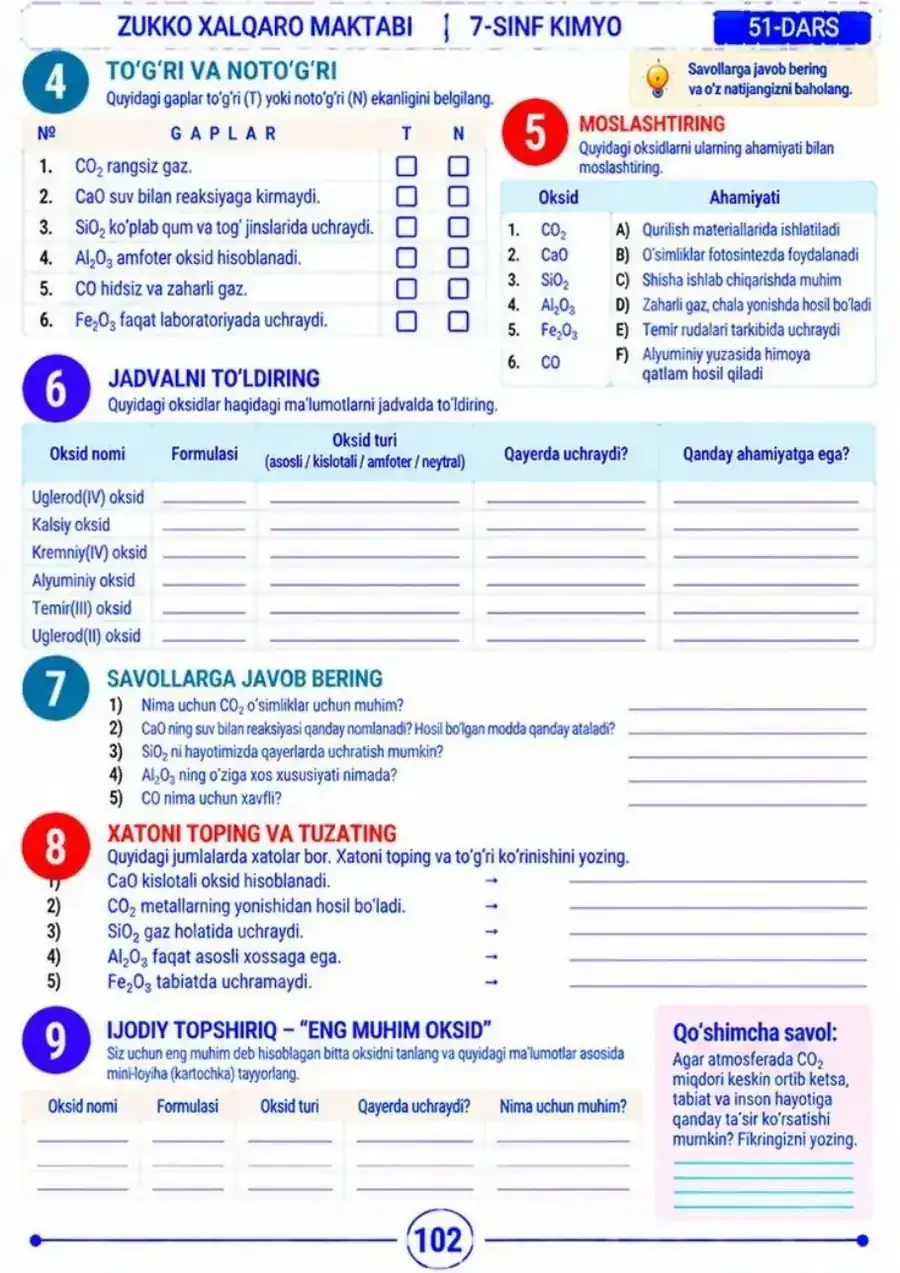 ZUKKO XALQARO MAKTABI | 7-SINF KIMYO 51-DARS
4 TO‘G‘RI VA NOTO‘G‘RI
Quyidagi gaplar to‘g‘ri (T) yoki noto‘g‘ri (N) ekanligini belgilang.
Savollarga javob bering
va o‘z natijangizni baholang.
№ GAPLAR T N
1. CO₂ rangsiz gaz.
2. CaO suv bilan reaksiyaga kirmaydi.
3. SiO₂ ko‘plab qum va tog‘ jinslarida uchraydi.
4. Al₂O₃ amfoter oksid hisoblanadi.
5. CO hidsiz va zaharli gaz.
6. Fe₂O₃ faqat laboratoriyada uchraydi.
5 MOSLASHTIRING
Quyidagi oksidlarni ularning ahamiyati bilan
moslashtiring.
Oksid Ahamiyati
1. CO₂ A) Qurilish materiallarida ishlatiladi
2. CaO B) O‘simliklar fotosintezda foydalanadi
3. SiO₂ C) Shisha ishlab chiqarishda muhim
4. Al₂O₃ D) Zaharli gaz, chala yonishda hosil bo‘ladi
5. Fe₂O₃ E) Temir rudalari tarkibida uchraydi
6. CO F) Alyuminiy yuzasida himoya
qatlam hosil qiladi
6 JADVALNI TO‘LDIRING
Quyidagi oksidlar haqidagi ma’lumotlarni jadvalda to‘ldiring.
Oksid nomi Formulasi Oksid turi Qayerda uchraydi? Qanday ahamiyatga ega?
(asosli / kislotali / amfoter / neytral)
Uglerod(IV) oksid
Kalsiy oksid
Kremniy(IV) oksid
Alyuminiy oksid
Temir(III) oksid
Uglerod(II) oksid
7 SAVOLLARGA JAVOB BERING
1) Nima uchun CO₂ o‘simliklar uchun muhim?
2) CaO ning suv bilan reaksiyasi qanday nomlanadi? Hosil bo‘lgan modda qanday ataladi?
3) SiO₂ ni hayotimizda qayerlarda uchratish mumkin?
4) Al₂O₃ ning o‘ziga xos xususiyati nimada?
5) CO nima uchun xavfli?
8 XATONI TOPING VA TUZATING
Quyidagi jumlalarda xatolar bor. Xatoni toping va to‘g‘ri ko‘rinishini yozing.
1) CaO kislotali oksid hisoblanadi. →
2) CO₂ metallarning yonishidan hosil bo‘ladi. →
3) SiO₂ gaz holatida uchraydi. →
4) Al₂O₃ faqat asosli xossaga ega. →
5) Fe₂O₃ tabiatda uchramaydi. →
9 IJODIY TOPSHIRIQ – “ENG MUHIM OKSID”
Siz uchun eng muhim deb hisoblagan bitta oksidni tanlang va quyidagi ma’lumotlar asosida
mini-loyiha (kartochka) tayyorlang.
Oksid nomi Formulasi Oksid turi Qayerda uchraydi? Nima uchun muhim?
Qo‘shimcha savol:
Agar atmosferada CO₂
miqdori keskin ortib ketsa,
tabiat va inson hayotiga
qanday ta’sir ko‘rsatishi
mumkin? Fikringizni yozing.
102